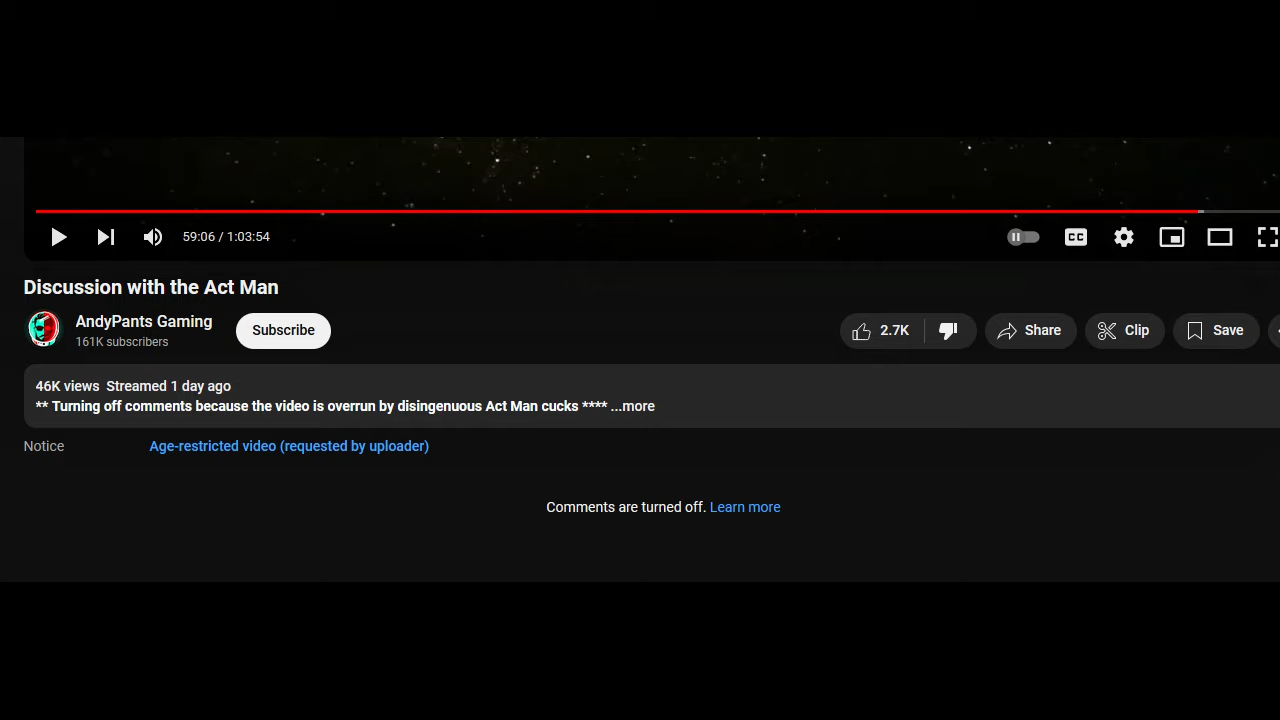 59:06 / 1:03:54
CC
Discussion with the Act Man
AndyPants Gaming
161K subscribers
Subscribe
2.7K
Share
Clip
Save
46K views Streamed 1 day ago
** Turning off comments because the video is overrun by disingenuous Act Man cucks **** ...more
Notice
Age-restricted video (requested by uploader)
Comments are turned off. Learn more